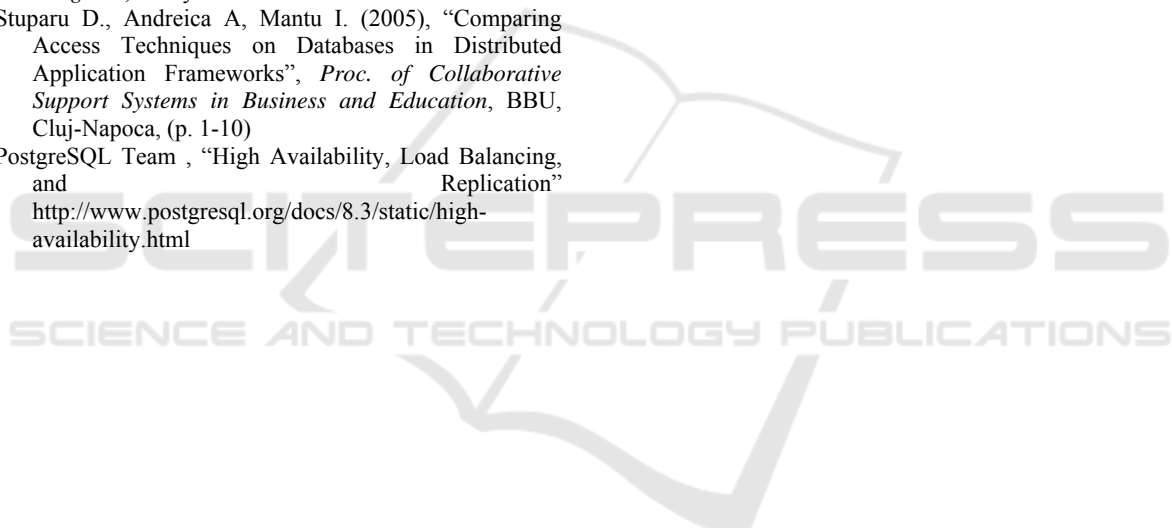 Stuparu D., Andreica A, Mantu I. (2005), “Comparing
Access Techniques on Databases in Distributed
Application Frameworks”, Proc. of Collaborative
Support Systems in Business and Education, BBU,
Cluj-Napoca, (p. 1-10)
PostgreSQL Team , “High Availability, Load Balancing,
and Replication”
http://www.postgresql.org/docs/8.3/static/high-
availability.html
SCITEPRESS
SCIENCE AND TECHNOLOGY PUBLICATIONS